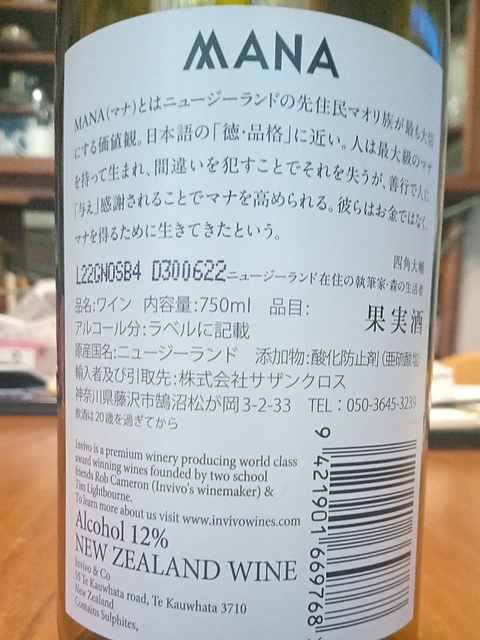 MANA
MANA(マナ)とはニュージーランドの先住民マオリ族が最も大切
にする価値観。日本語の「徳・品格」に近い。人は最大級のマナ
を持って生まれ、間違いを犯すことでそれを失うが、善行で人に
「与え」感謝されることでマナを高められる。彼らはお金ではなく、
マナを得るために生きてきたという。
四角大輔
L22GNOSB4 D300622
ニュージーランド在住の執筆家・森の生活者
品名:ワイン 内容量:750ml 品目:
果実酒
アルコール分:ラベルに記載
原産国名:ニュージーランド 添加物:酸化防止剤(亜硫酸塩)
輸入者及び引取先:株式会社サザンクロス
神奈川県藤沢市鵠沼松が岡3-2-33 TEL:050-3645-3239
飲酒は20歳を過ぎてから
Invivo is a premium winery producing world class
award winning wines founded by two school
friends Rob Cameron (Invivo's winemaker) &
Tim Lightbourne.
To learn more about us visit www.invivowines.com
Alcohol 12%
NEW ZEALAND WINE
Invivo & Co
55 Te Kauwhata road, Te Kauwhata 3710
New Zealand
Contains Sulphites,
9 421901 669768